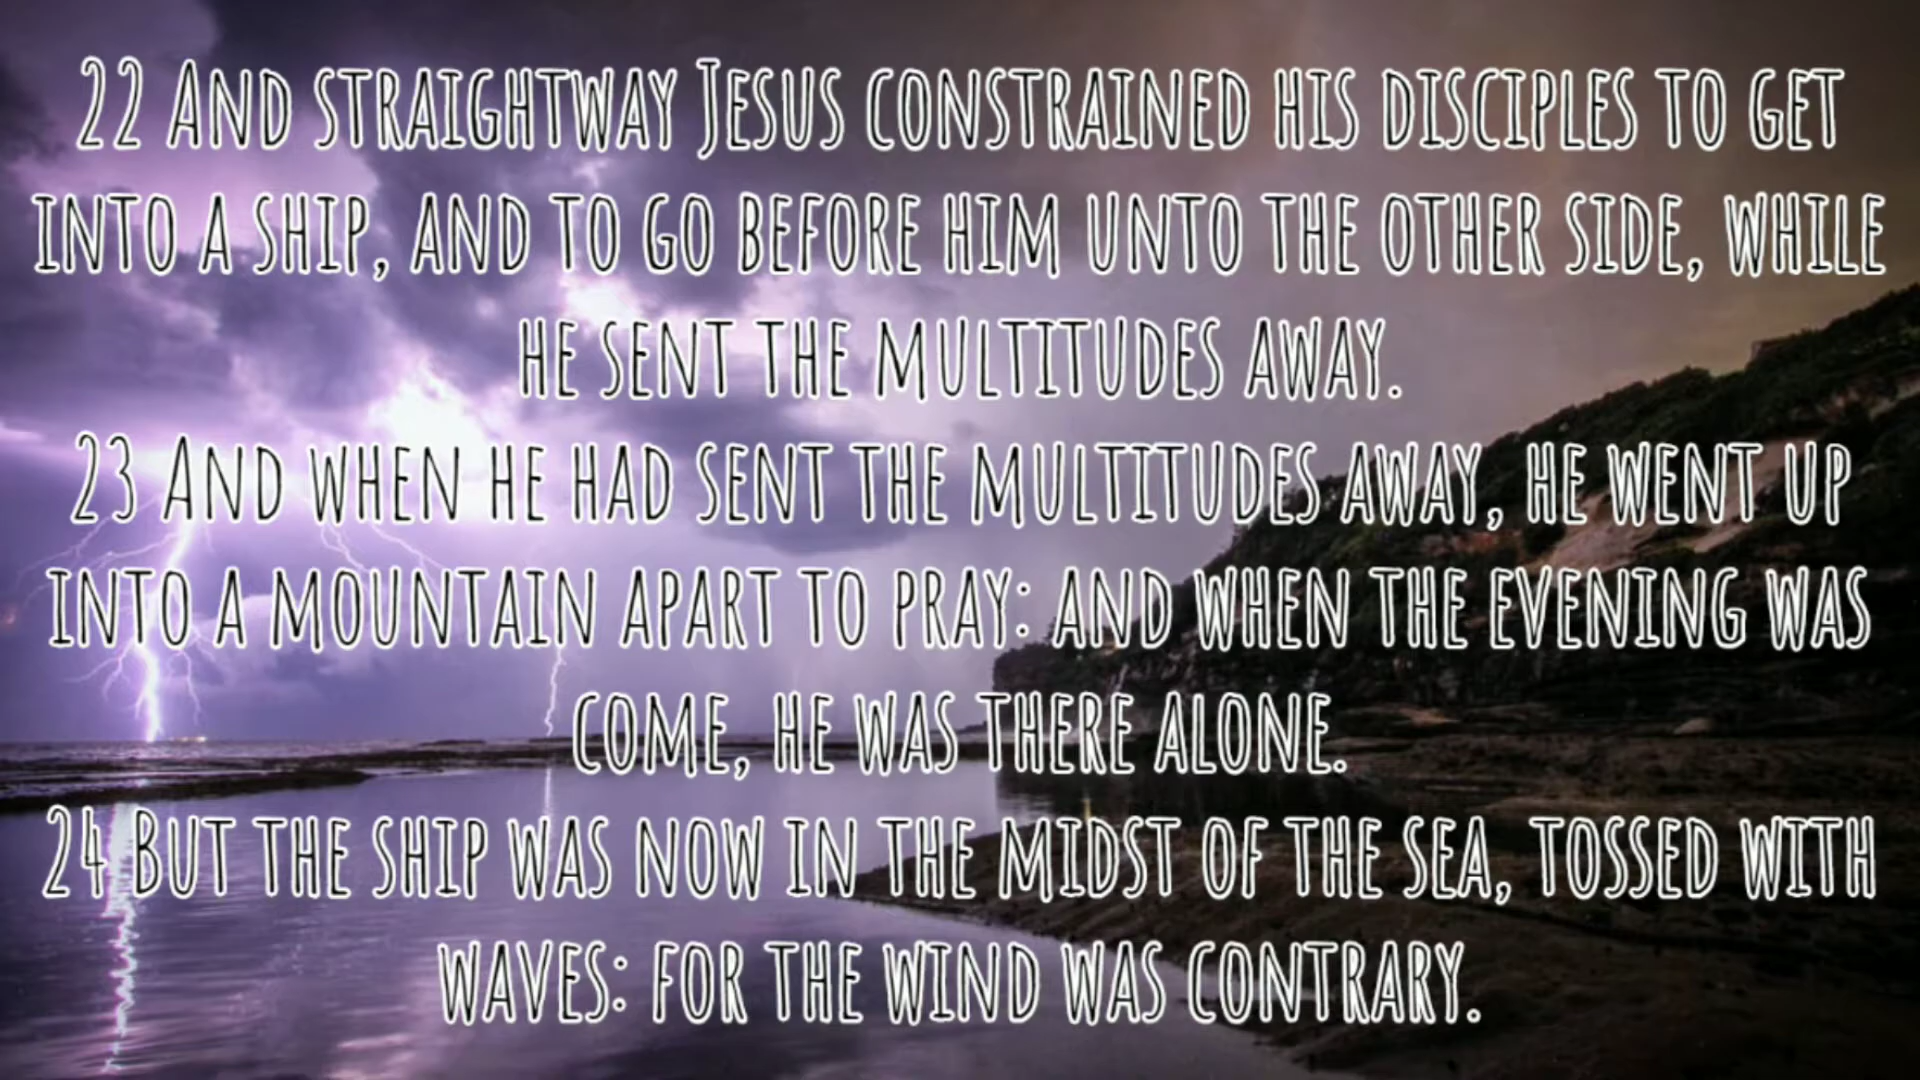 22 And straightway Jesus constrained his disciples to get
into a ship, and to go before him unto the other side, while
he sent the multitudes away.
23 And when he had sent the multitudes away, he went up
into a mountain apart to pray: and when the evening was
come, he was there alone.
24 But the ship was now in the midst of the sea, tossed with
waves: for the wind was contrary.